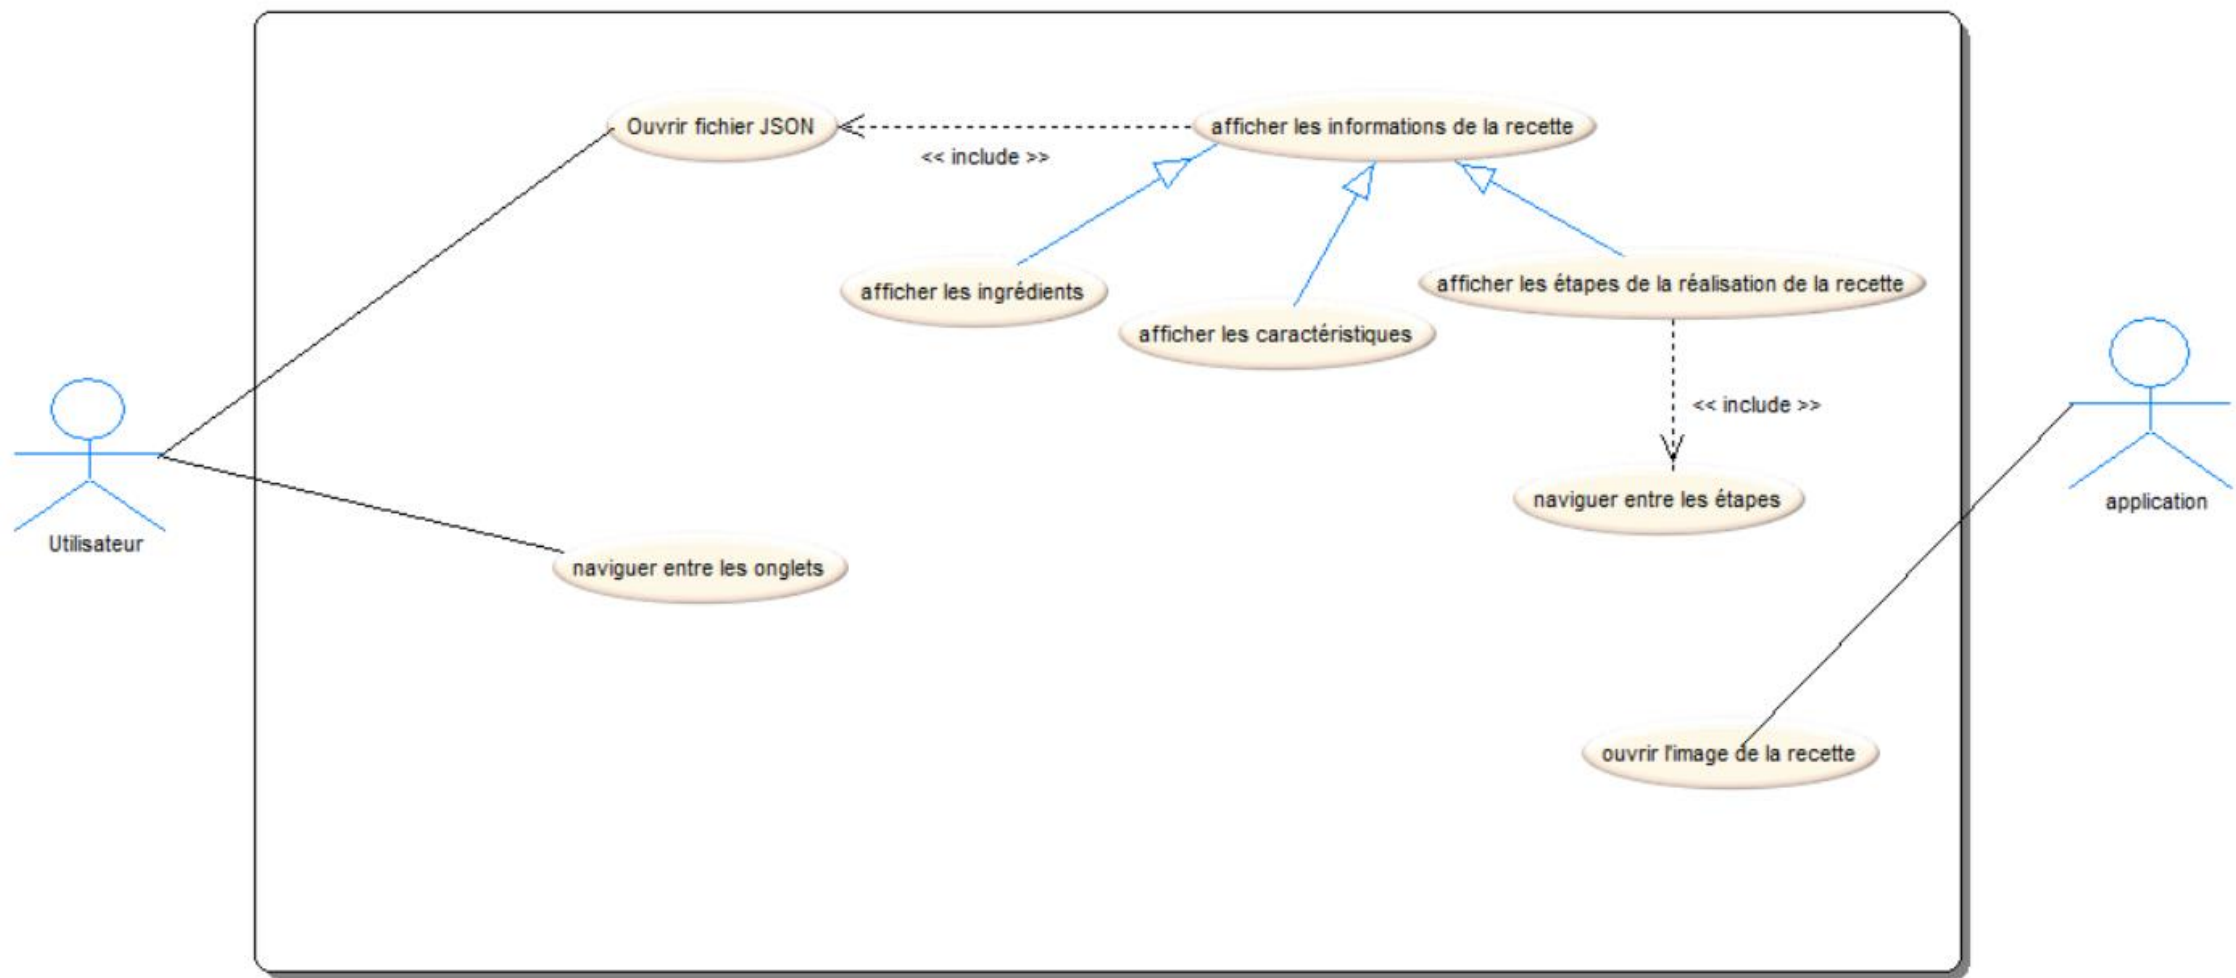 Ouvrir fichier JSON
<< include >>
afficher les informations de la recette
afficher les ingrédients
afficher les caractéristiques
afficher les étapes de la réalisation de la recette
<< include >>
naviguer entre les étapes
Utilisateur
application
naviguer entre les onglets
ouvrir l'image de la recette